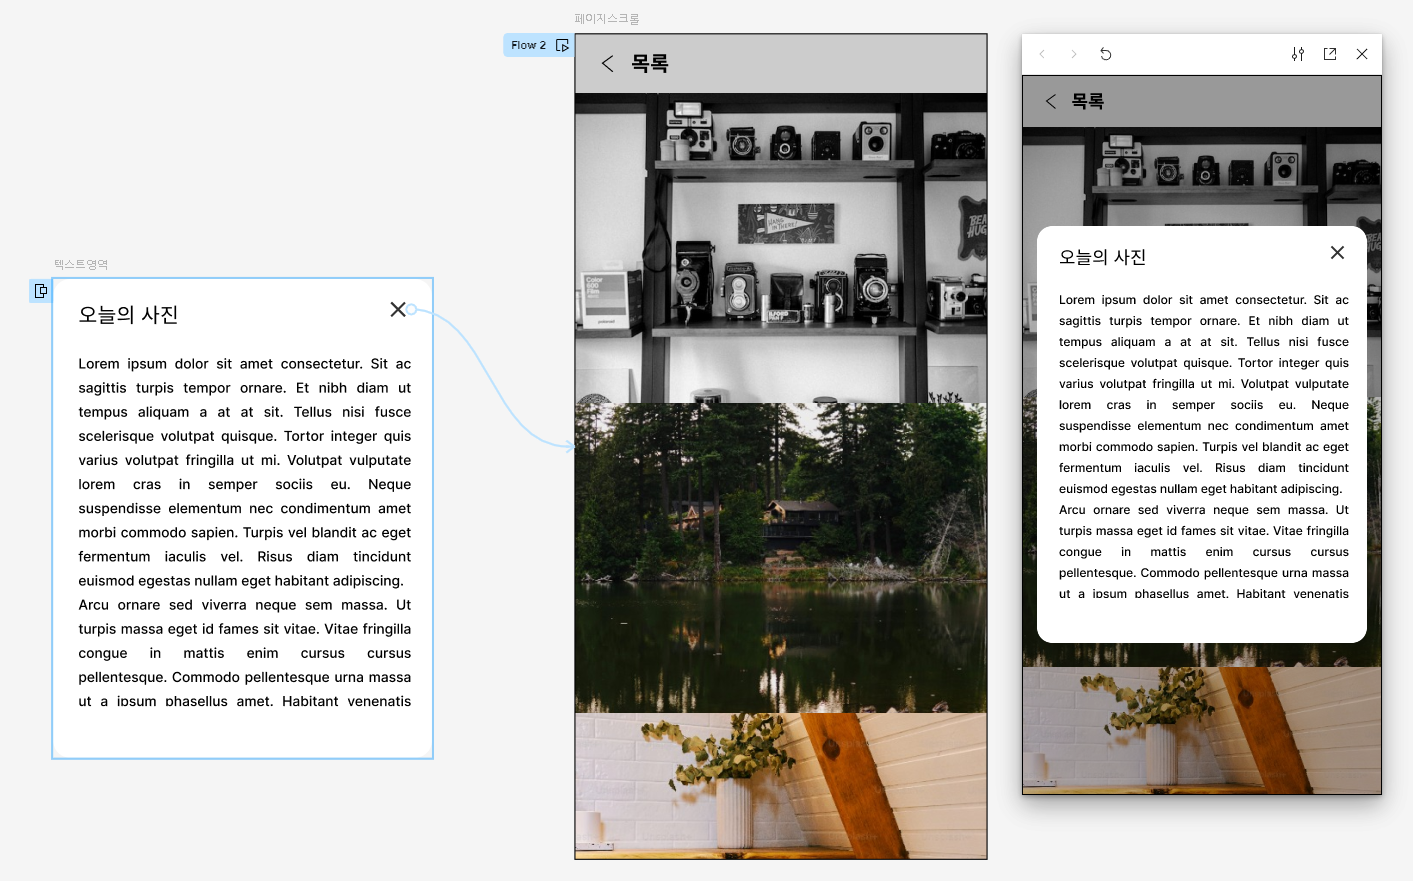 페이지스크롤
Flow 2
목록
HANG
IN THERE!
Color
600
Film
polaroid
텍스트영역
오늘의 사진
Lorem ipsum dolor sit amet consectetur. Sit ac
sagittis turpis tempor ornare. Et nibh diam ut
tempus aliquam a at at sit. Tellus nisi fusce
scelerisque volutpat quisque. Tortor integer quis
varius volutpat fringilla ut mi. Volutpat vulputate
lorem cras in semper sociis eu. Neque
suspendisse elementum nec condimentum amet
morbi commodo sapien. Turpis vel blandit ac eget
fermentum iaculis vel. Risus diam tincidunt
euismod egestas nullam eget habitant adipiscing.
Arcu ornare sed viverra neque sem massa. Ut
turpis massa eget id fames sit vitae. Vitae fringilla
congue in mattis enim cursus cursus
pellentesque. Commodo pellentesque urna massa
ut a ipsum phasellus amet. Habitant venenatis
목록
오늘의 사진
Lorem ipsum dolor sit amet consectetur. Sit ac
sagittis turpis tempor ornare. Et nibh diam ut
tempus aliquam a at at sit. Tellus nisi fusce
scelerisque volutpat quisque. Tortor integer quis
varius volutpat fringilla ut mi. Volutpat vulputate
lorem cras in semper sociis eu. Neque
suspendisse elementum nec condimentum amet
morbi commodo sapien. Turpis vel blandit ac eget
fermentum iaculis vel. Risus diam tincidunt
euismod egestas nullam eget habitant adipiscing.
Arcu ornare sed viverra neque sem massa. Ut
turpis massa eget id fames sit vitae. Vitae fringilla
congue in mattis enim cursus cursus
pellentesque. Commodo pellentesque urna massa
ut a ipsum phasellus amet. Habitant venenatis